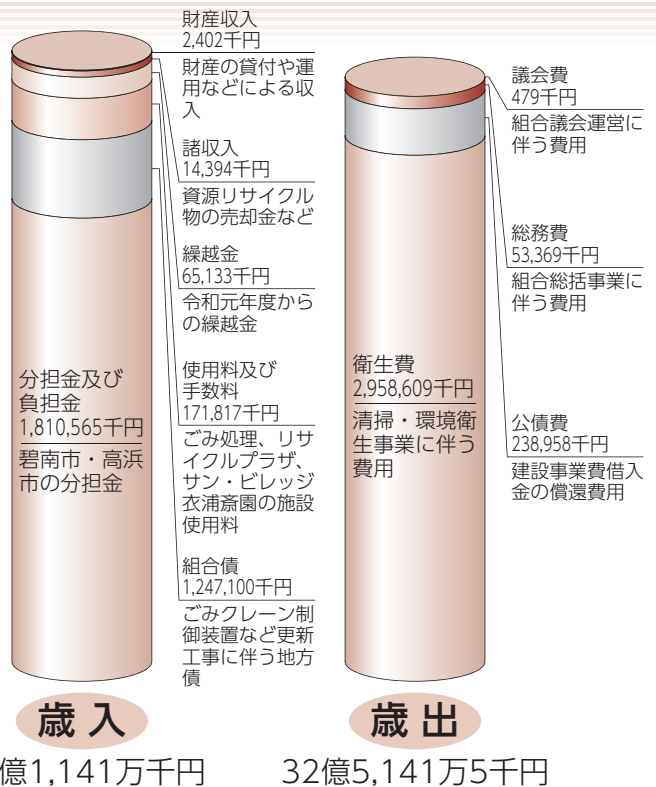 財産収入
2,402千円
財産の貸付や運
用などによる収
入
諸収入
14,394千円
資源リサイクル
物の売却金など
繰越金
65,133千円
令和元年度から
の繰越金
使用料及び
手数料
171,817千円
ごみ処理、リサ
イクルプラザ、
サン・ビレッジ
衣浦斎園の施設
使用料
組合債
1,247,100千円
ごみクレーン制
御装置など更新
工事に伴う地方
債
分担金及び
負担金
1,810,565千円
碧南市・高浜
市の分担金
歳入
億1,141万千円
議会費
479千円
組合議会運営に
伴う費用
総務費
53,369千円
組合総括事業に
伴う費用
公債費
238,958千円
建設事業費借入
金の償還費用
衛生費
2,958,609千円
清掃・環境衛
生事業に伴う
費用
歳出
32億5,141万5千円